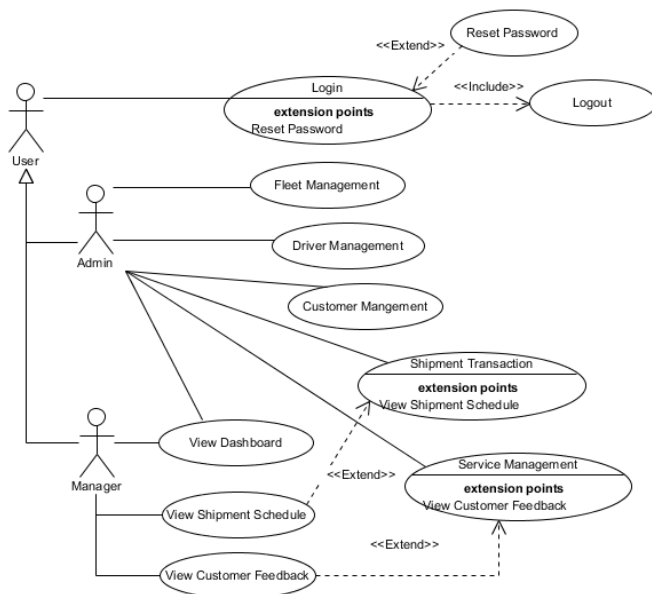 Reset Password
<<Extend>>
Login
extension points
Reset Password
<<Include>>
Logout
User
Fleet Management
Driver Management
Admin
Customer Mangement
Shipment Transaction
extension points
View Shipment Schedule
View Dashboard
Manager
<<Extend>>
Service Management
extension points
View Customer Feedback
View Shipment Schedule
<<Extend>>
View Customer Feedback